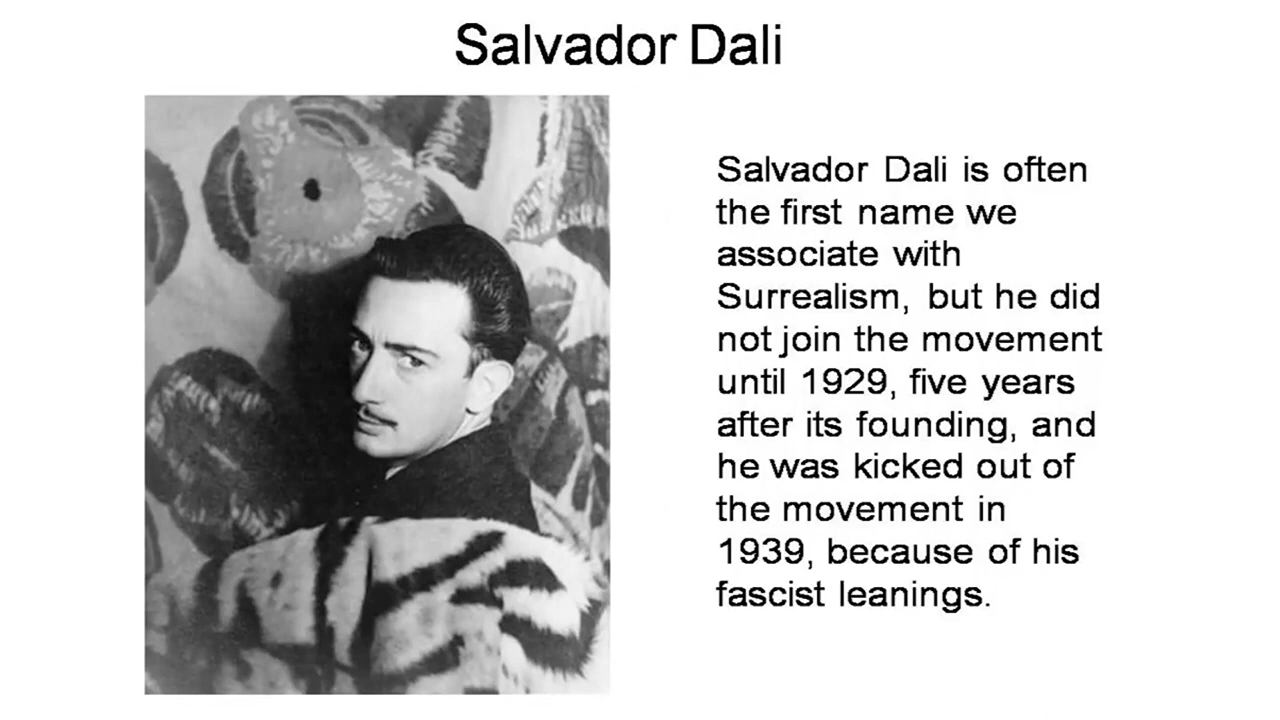 Salvador Dali
Salvador Dali is often
the first name we
associate with
Surrealism, but he did
not join the movement
until 1929, five years
after its founding, and
he was kicked out of
the movement in
1939, because of his
fascist leanings.